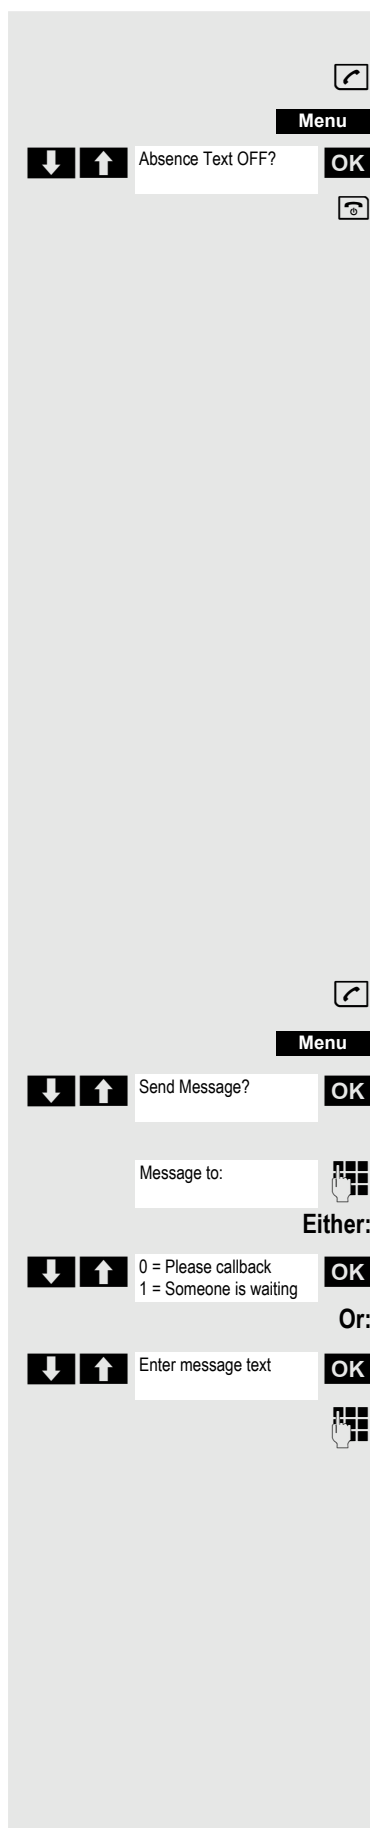 Menu
Absence Text OFF? OK
Menu
Send Message? OK
Message to:
Either:
0 = Please callback OK
1 = Someone is waiting
Or:
Enter message text OK